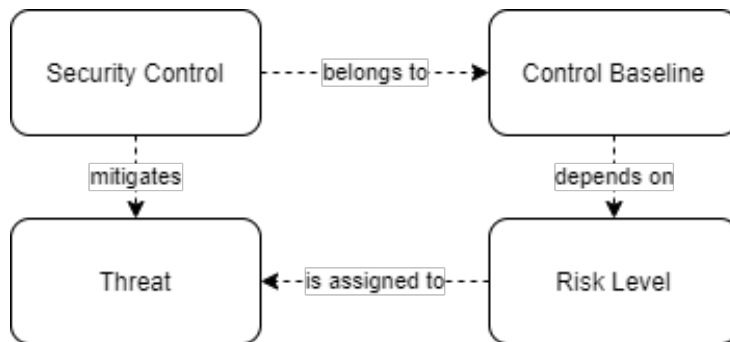 Security Control
belongs to
Control Baseline
mitigates
depends on
Threat
is assigned to
Risk Level